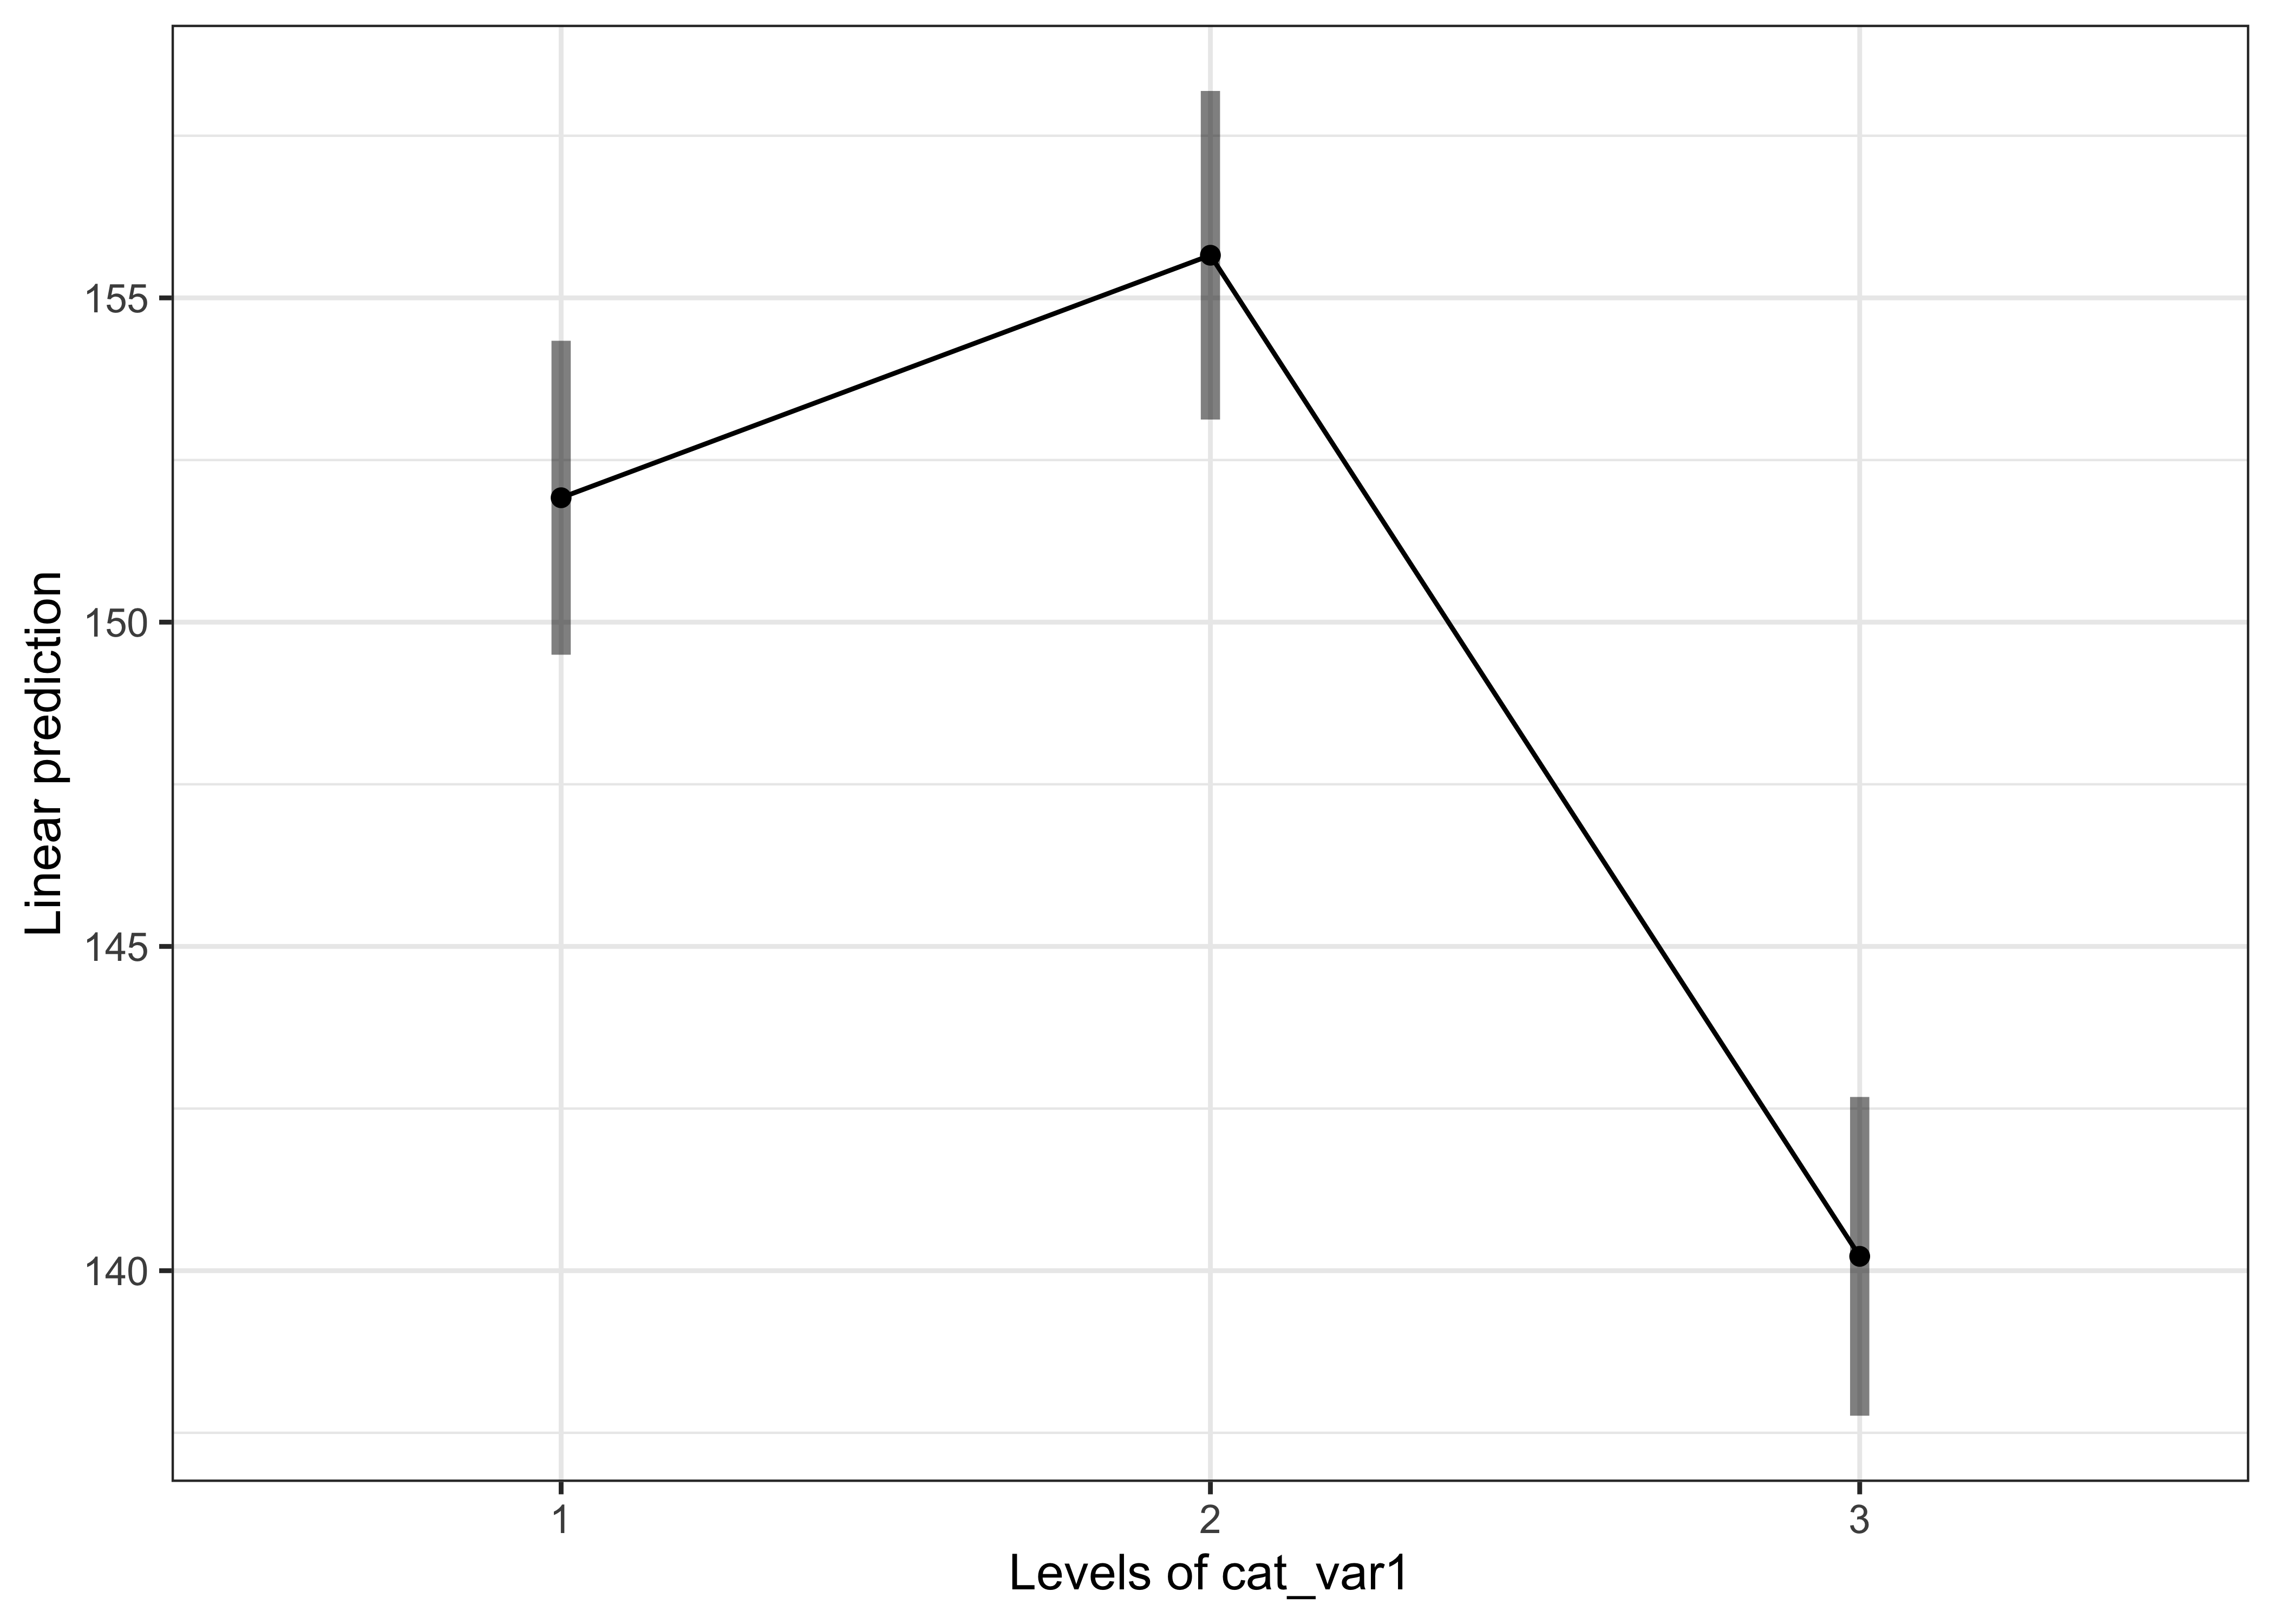 Linear prediction
155
150
145
140
1 2 3
Levels of cat_var1